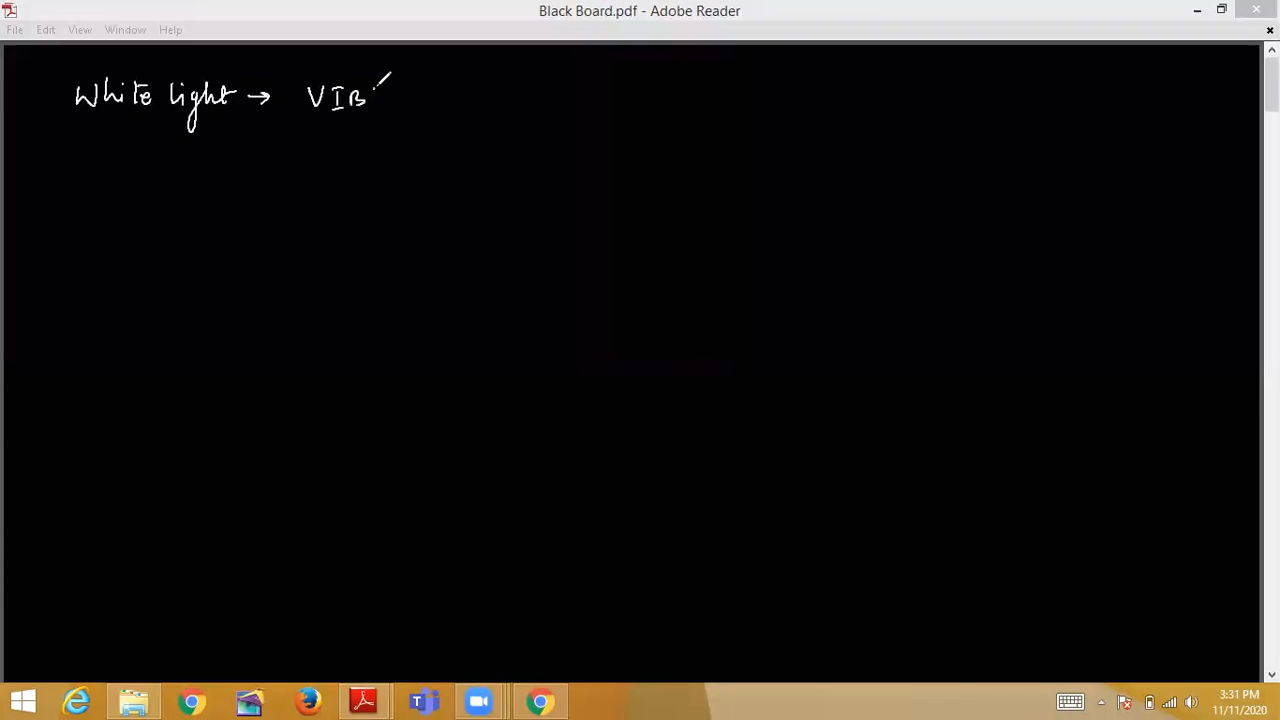 Black Board.pdf - Adobe Reader
File Edit View Window Help
White light → VIB
3:31 PM
11/11/2020